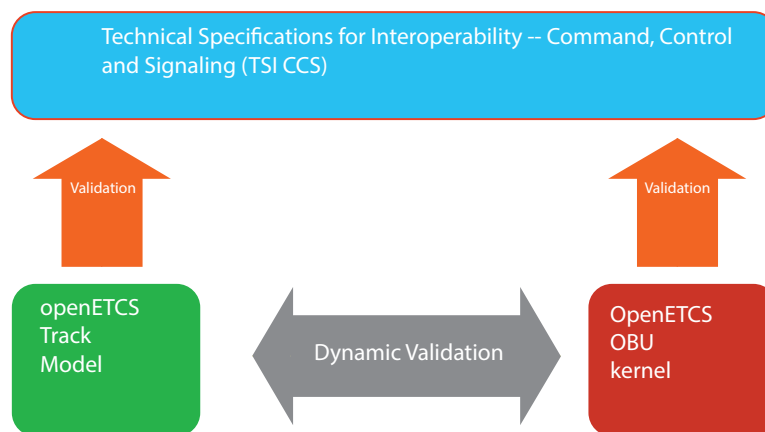 Technical Specifications for Interoperability -- Command, Control
and Signaling (TSI CCS)
Validation
Validation
openETCS
Track
Model
Dynamic Validation
OpenETCS
OBU
kernel